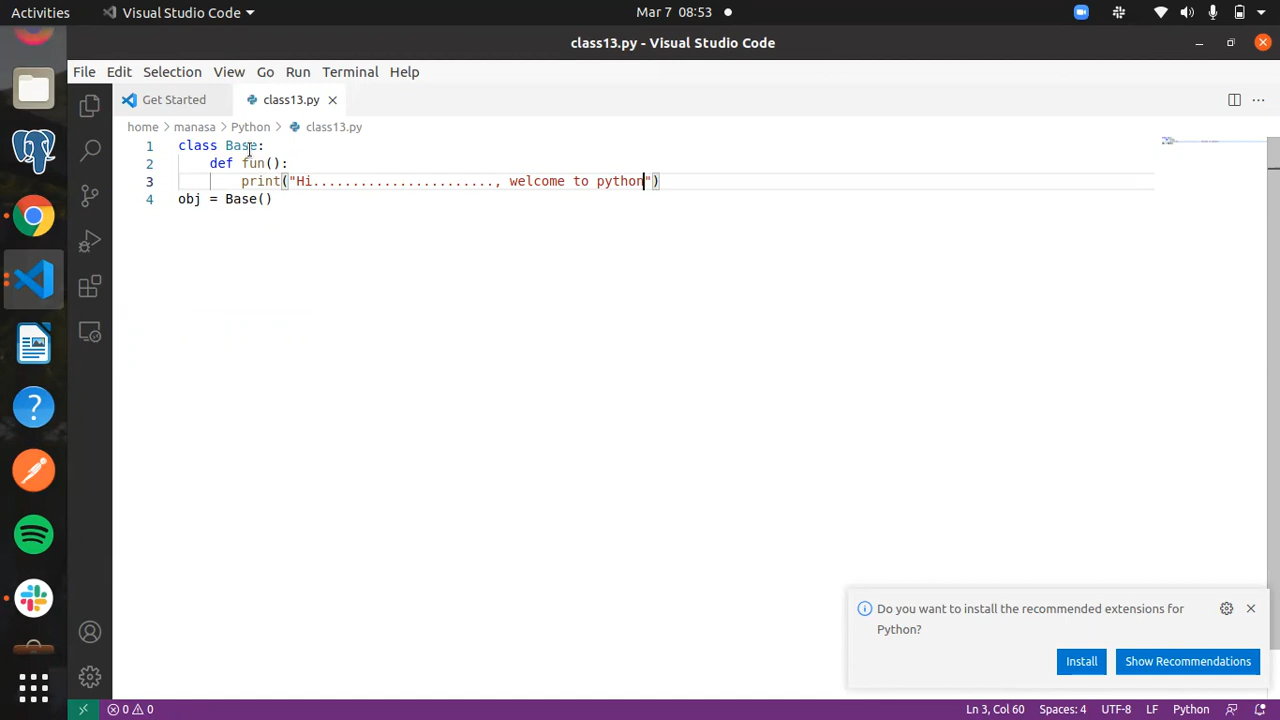 Activities Visual Studio Code Mar 7 08:53
class13.py - Visual Studio Code
File Edit Selection View Go Run Terminal Help
Get Started class13.py
home > manasa > Python > class13.py
1 class Base:
2 def fun():
3 print("Hi......................., welcome to python")
4 obj = Base()
Do you want to install the recommended extensions for
Python?
Install Show Recommendations
0 0 Ln 3, Col 60 Spaces: 4 UTF-8 LF Python